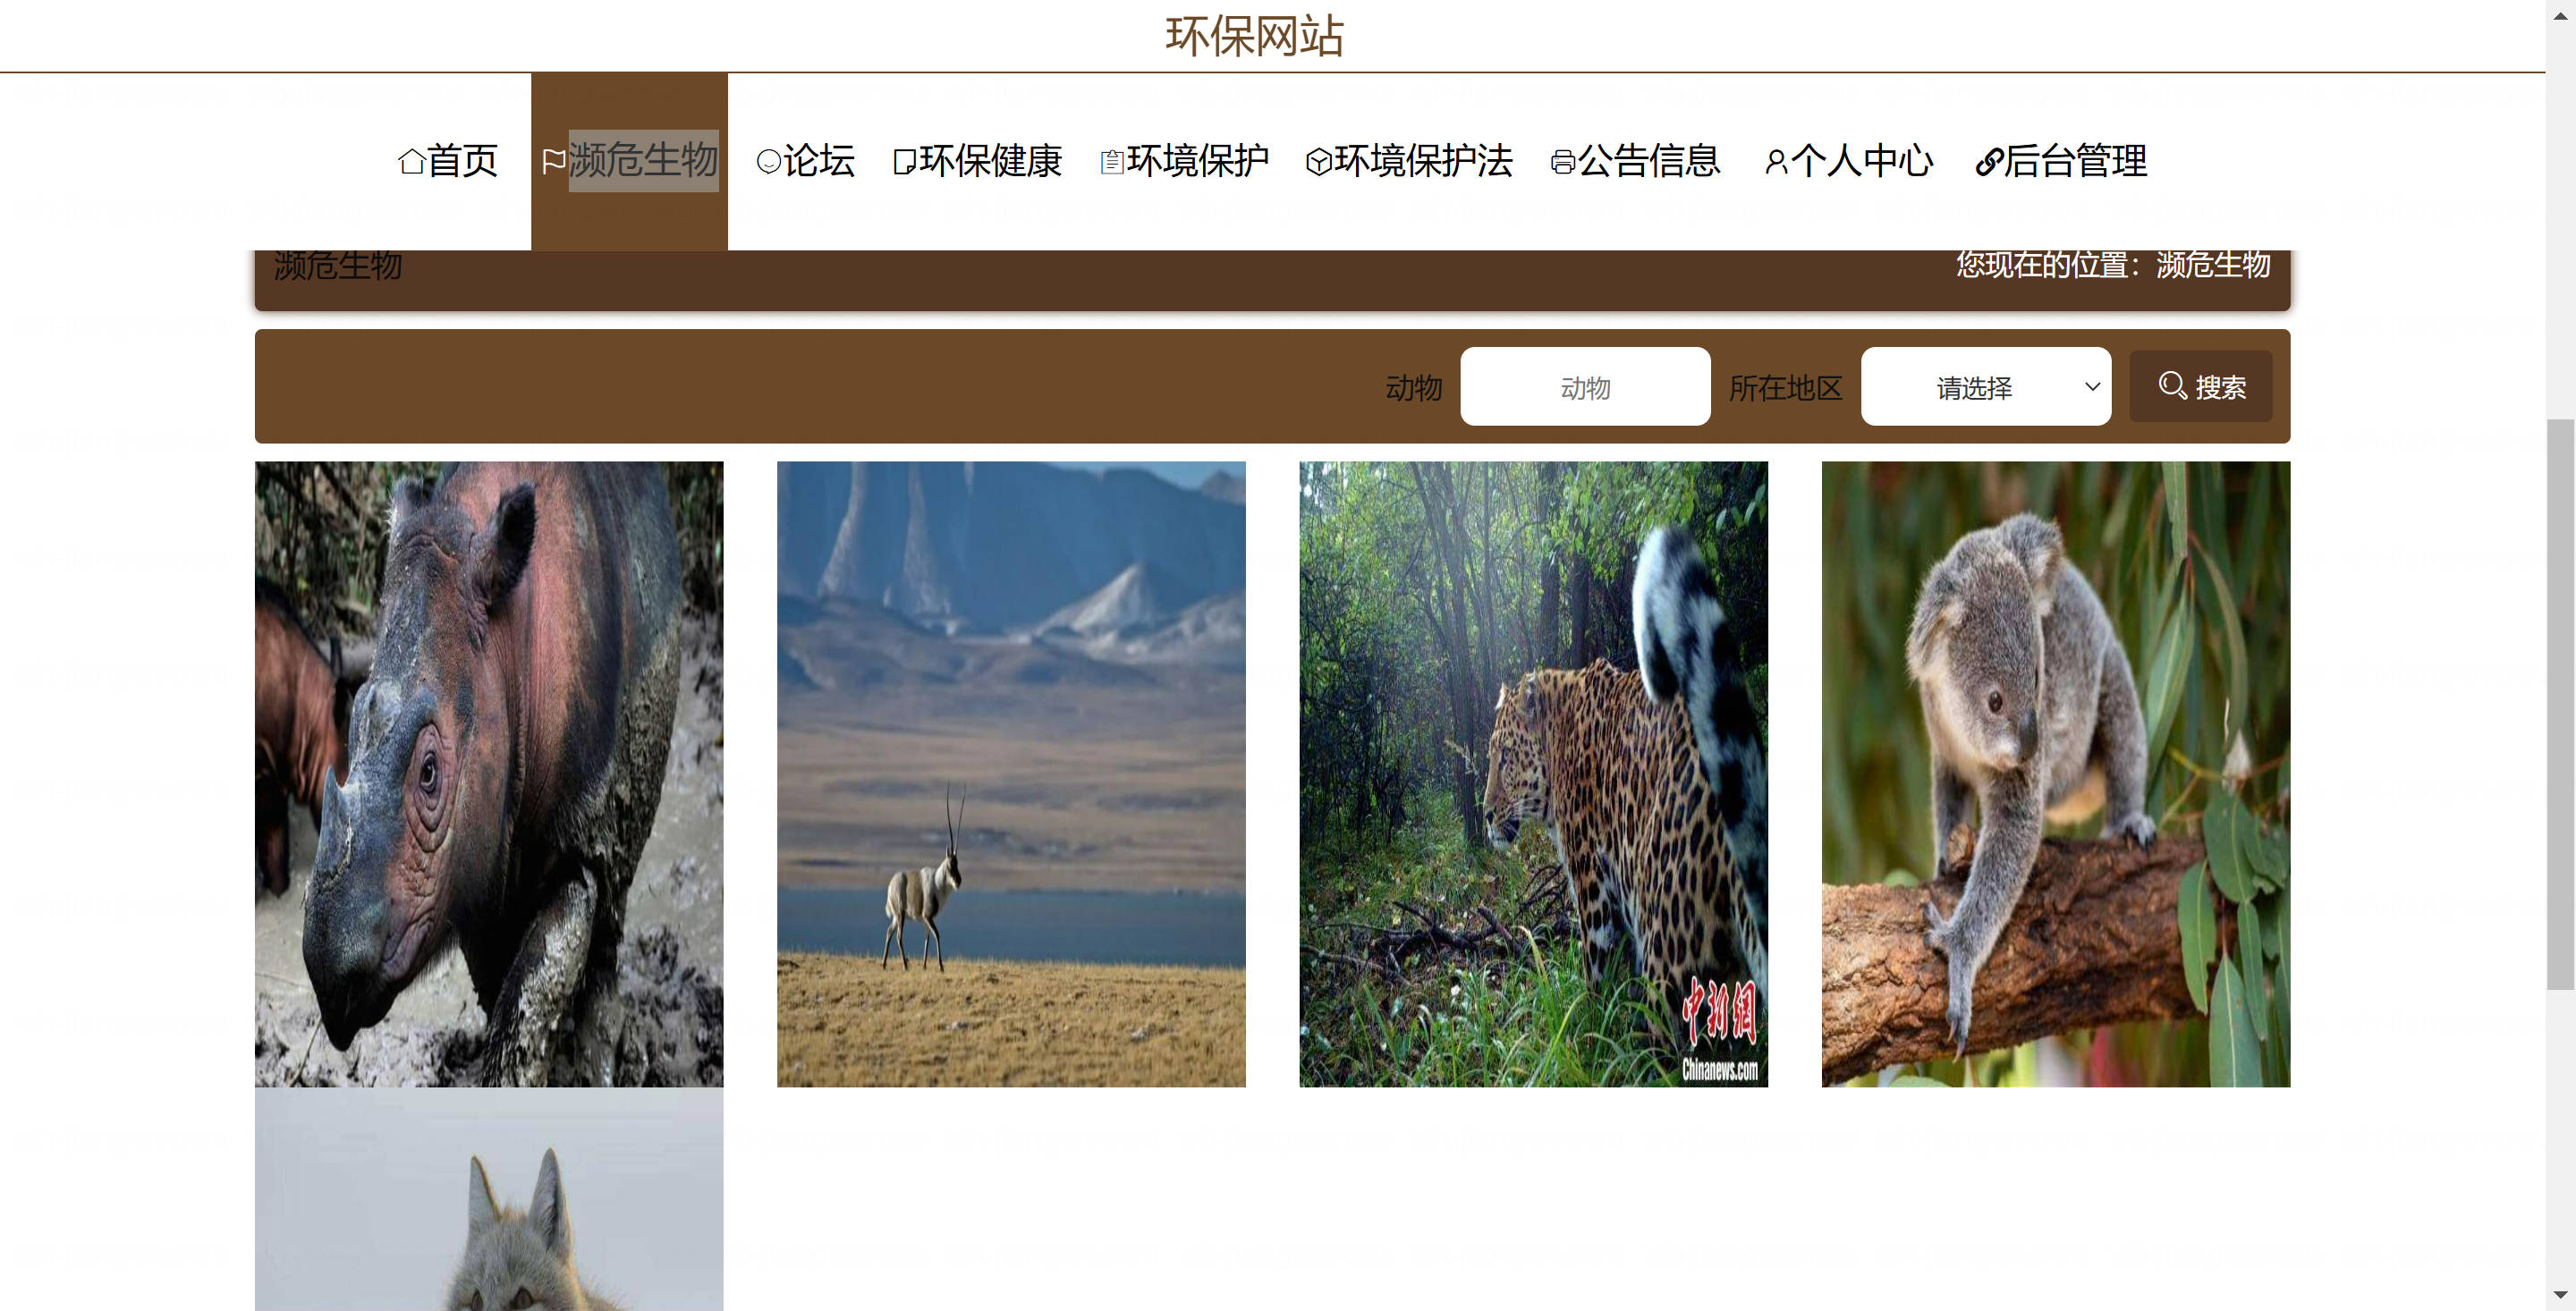 环保网站
首页 濒危生物 论坛 环保健康 环境保护 环境保护法 公告信息 个人中心 后台管理
濒危生物 您现在的位置：濒危生物
动物 动物 所在地区 请选择 搜索
中新網
Chinanews.com